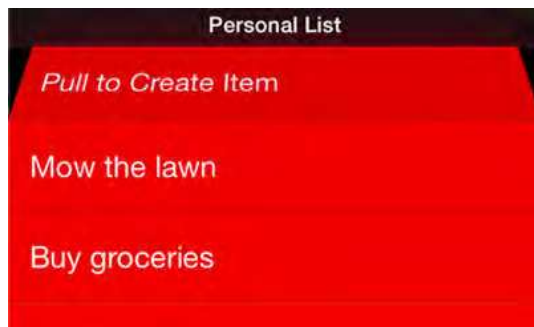 Personal List
Pull to Create Item
Mow the lawn
Buy groceries